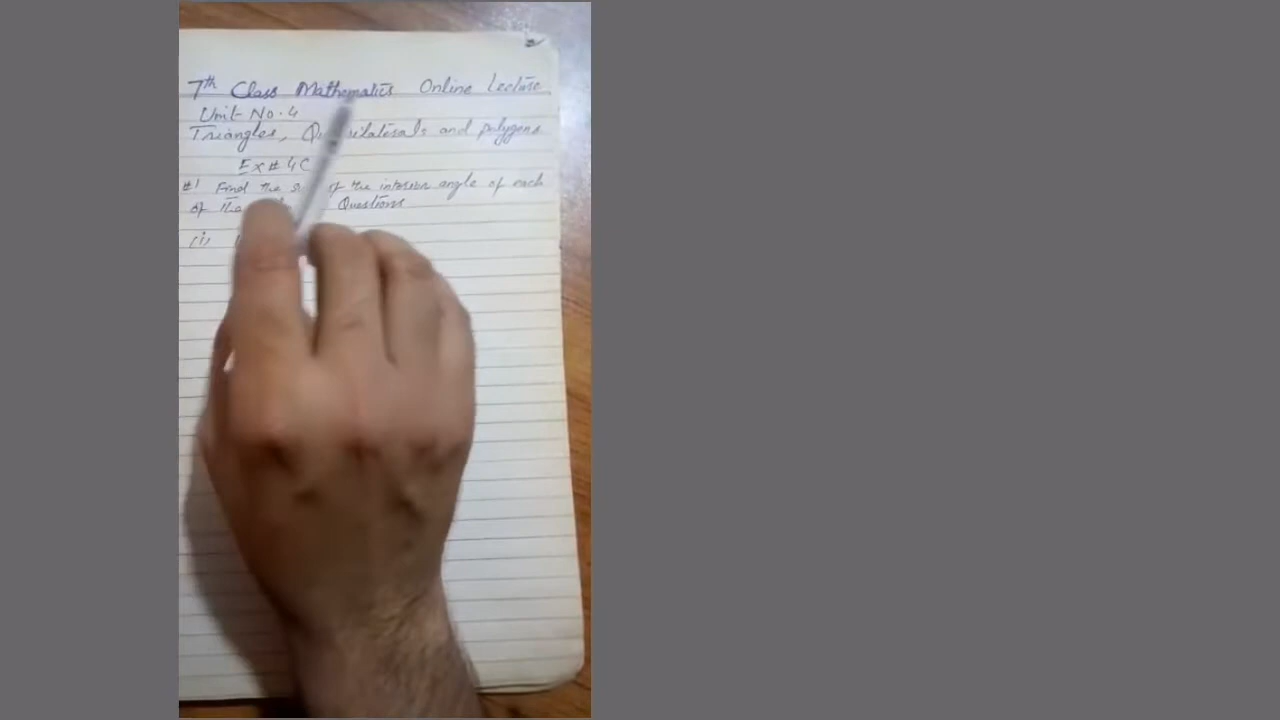 7th Class Mathematics Online Lecture
Unit No. 4
Triangles, and polygons
Ex # 4C
#1 Find the of the interior angle of each
of the Questions
(i)